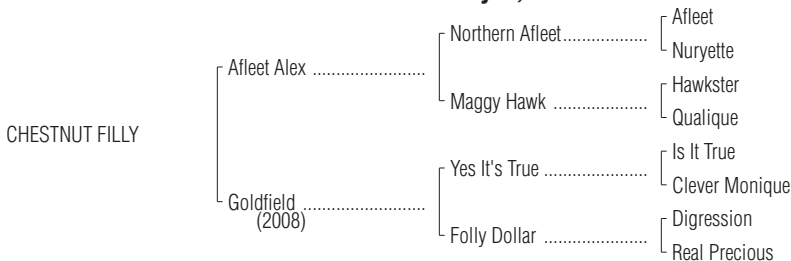 Afleet
Northern Afleet....................
Nuryette
Afleet Alex ........................
Hawkster
Maggy Hawk ....................
Qualique
CHESTNUT FILLY
Is It True
Yes It's True ......................
Clever Monique
Goldfield ..........................
(2008)
Digression
Folly Dollar ......................
Real Precious